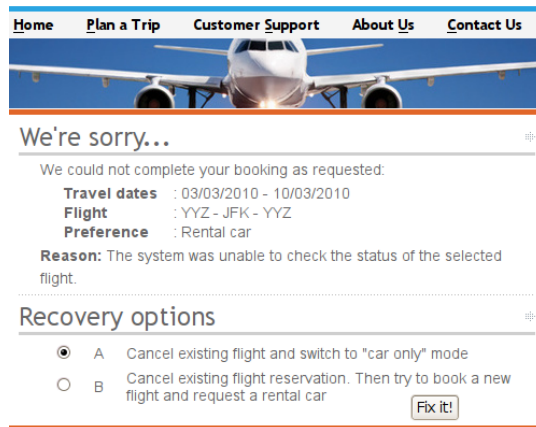 Home Plan a Trip Customer Support About Us Contact Us
We're sorry...
We could not complete your booking as requested:
Travel dates : 03/03/2010 - 10/03/2010
Flight : YYZ - JFK - YYZ
Preference : Rental car
Reason: The system was unable to check the status of the selected
flight.
Recovery options
A Cancel existing flight and switch to "car only" mode
B Cancel existing flight reservation. Then try to book a new
flight and request a rental car
Fix it!